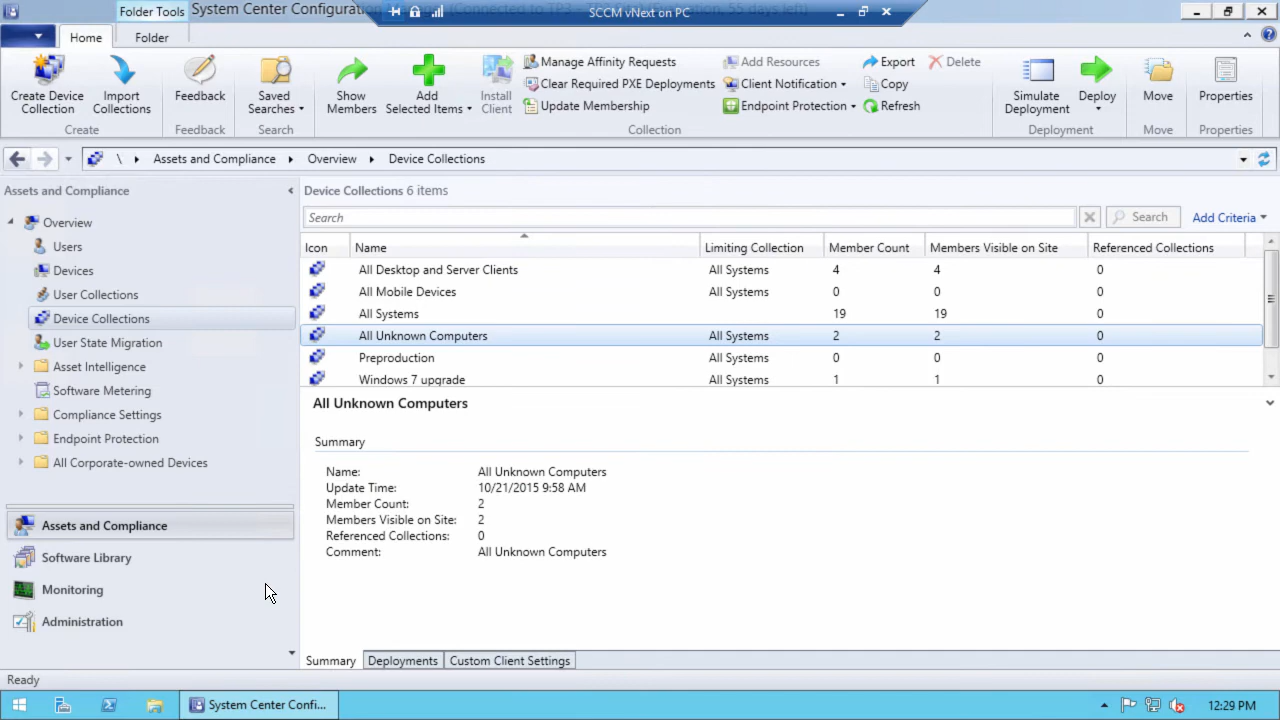 Folder Tools System Center Configuration (Connected to TP3 - 55 days left)
SCCM vNext on PC
Home Folder
Create Device Collection
Import Collections
Feedback
Saved Searches
Show Members
Add Selected Items
Install Client
Manage Affinity Requests
Clear Required PXE Deployments
Update Membership
Add Resources
Client Notification
Endpoint Protection
Export
Copy
Refresh
Delete
Simulate Deployment
Deploy
Move
Properties
Create Feedback Search Collection Deployment Move Properties
\ Assets and Compliance Overview Device Collections
Assets and Compliance
Overview
Users
Devices
User Collections
Device Collections
User State Migration
Asset Intelligence
Software Metering
Compliance Settings
Endpoint Protection
All Corporate-owned Devices
Assets and Compliance
Software Library
Monitoring
Administration
Device Collections 6 items
Search Search Add Criteria
Icon Name Limiting Collection Member Count Members Visible on Site Referenced Collections
All Desktop and Server Clients All Systems 4 4 0
All Mobile Devices All Systems 0 0 0
All Systems 19 19 0
All Unknown Computers All Systems 2 2 0
Preproduction All Systems 0 0 0
Windows 7 upgrade All Systems 1 1 0
All Unknown Computers
Summary
Name: All Unknown Computers
Update Time: 10/21/2015 9:58 AM
Member Count: 2
Members Visible on Site: 2
Referenced Collections: 0
Comment: All Unknown Computers
Summary Deployments Custom Client Settings
Ready
System Center Confi... 12:29 PM